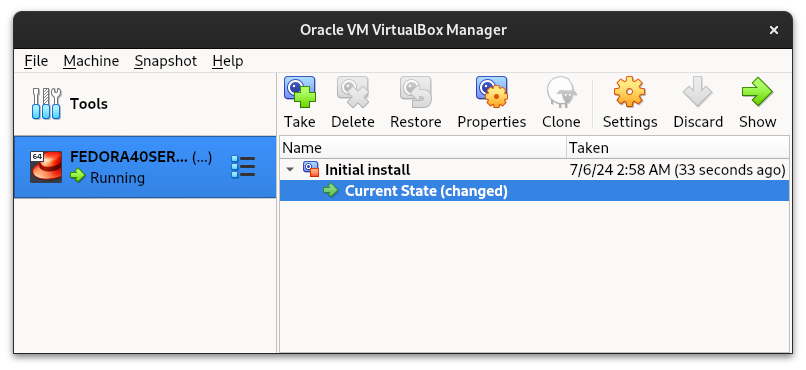 Oracle VM VirtualBox Manager
File Machine Snapshot Help
Tools
Take Delete Restore Properties Clone Settings Discard Show
64 FEDORA40SER... (...)
Running
Name Taken
Initial install 7/6/24 2:58 AM (33 seconds ago)
Current State (changed)